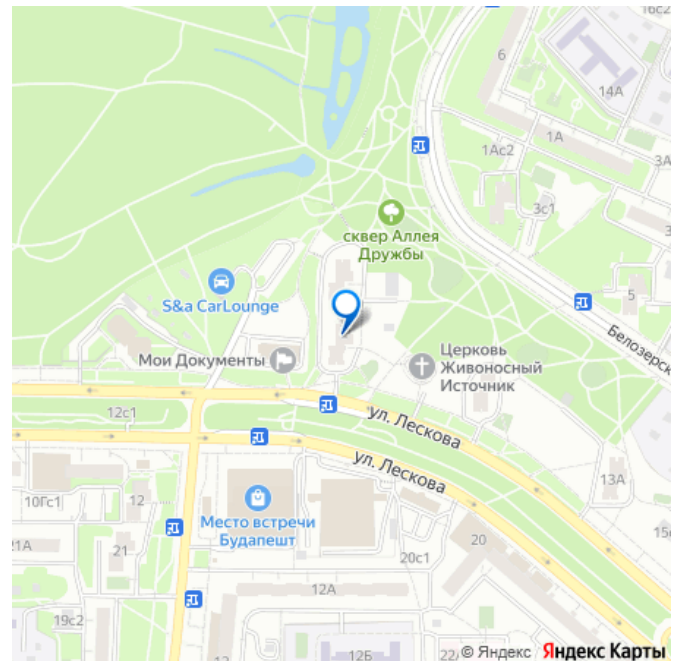 16с2
6
14А
1А
1Ас2
3А
3с1
сквер Аллея
Дружбы
S&a CarLounge
5
Белозерск
Мои Документы
Церковь
Живоносный
Источник
12с1
ул. Лескова
ул. Лескова
13А
10Гс1
12
Место встречи
Будапешт
21А
21
20
20с1
15с
12А
19с2
12Б
22/
© Яндекс Яндекс Карты